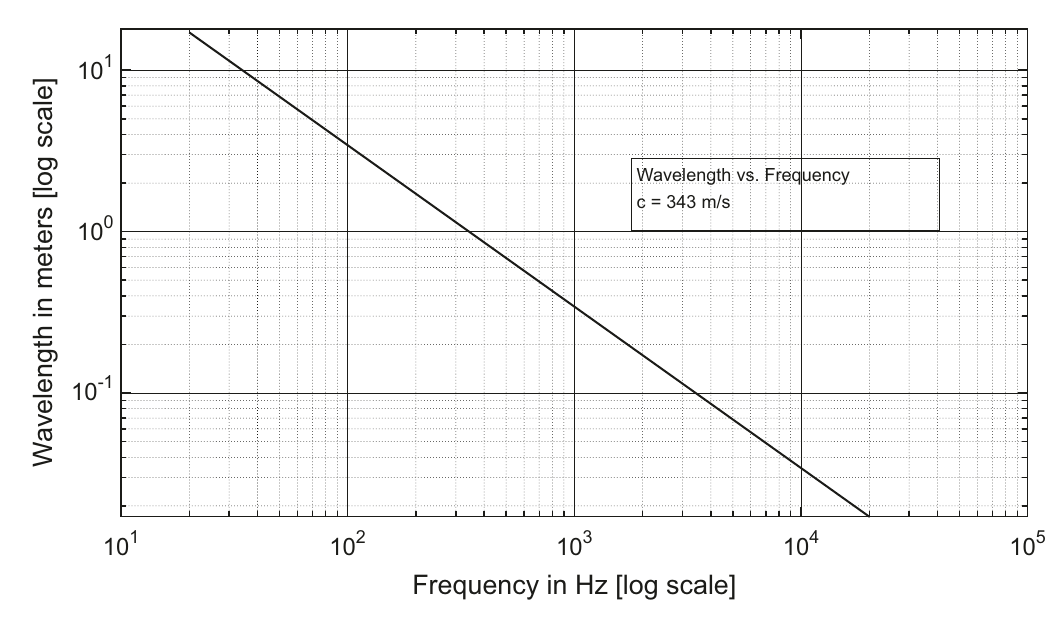 10^1
10^0
10^-1
Wavelength in meters [log scale]
Wavelength vs. Frequency
c = 343 m/s
10^1 10^2 10^3 10^4 10^5
Frequency in Hz [log scale]